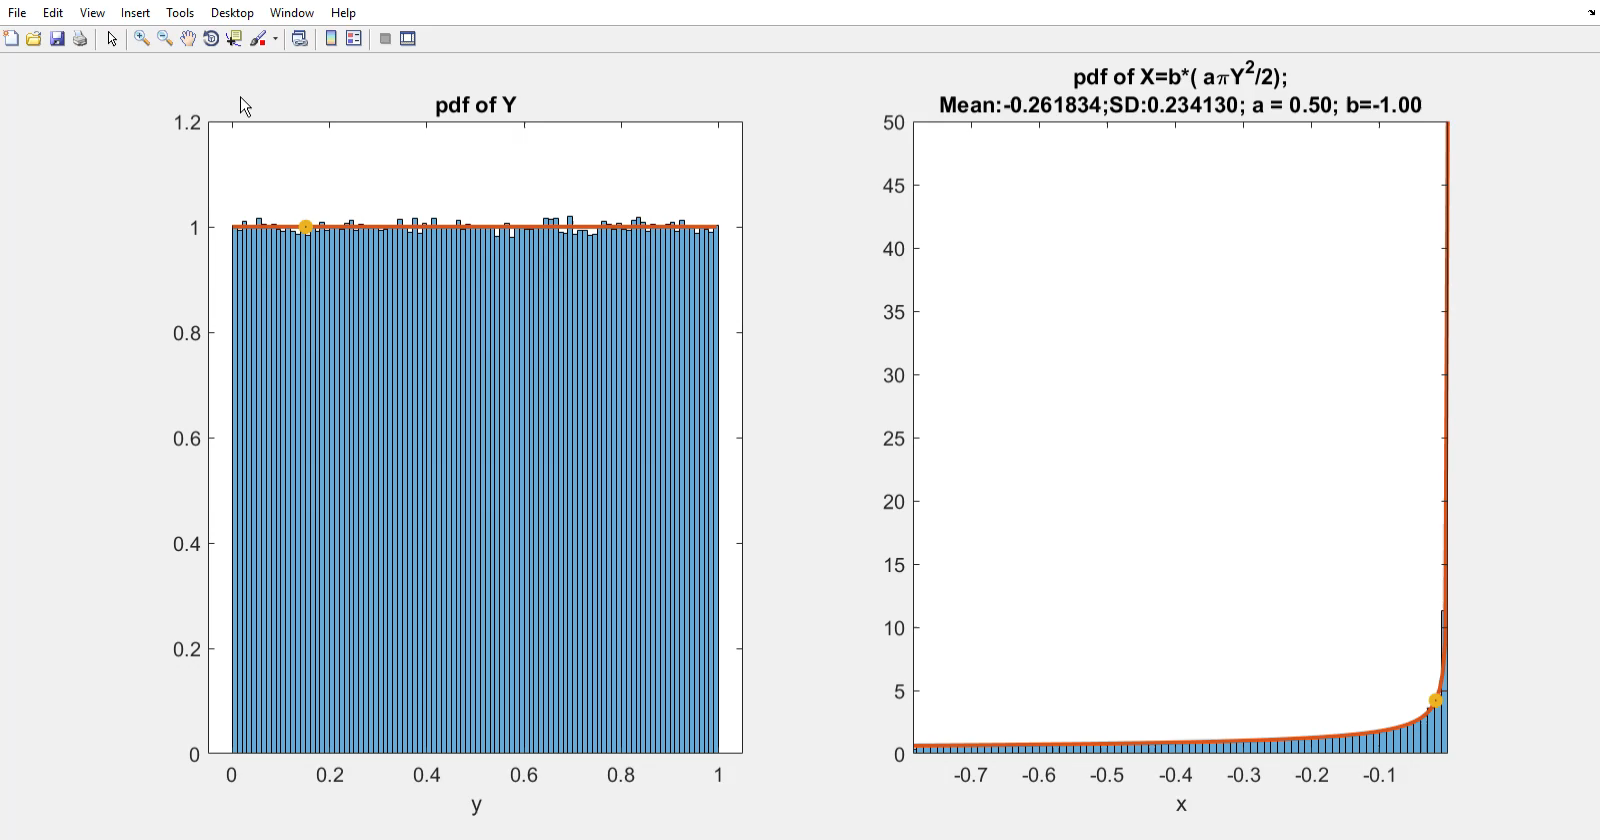 File Edit View Insert Tools Desktop Window Help
pdf of Y
1.2
1
0.8
0.6
0.4
0.2
0
0 0.2 0.4 0.6 0.8 1
y
pdf of X=b*( aπY²/2);
Mean:-0.261834;SD:0.234130; a = 0.50; b=-1.00
50
45
40
35
30
25
20
15
10
5
0
-0.7 -0.6 -0.5 -0.4 -0.3 -0.2 -0.1
x